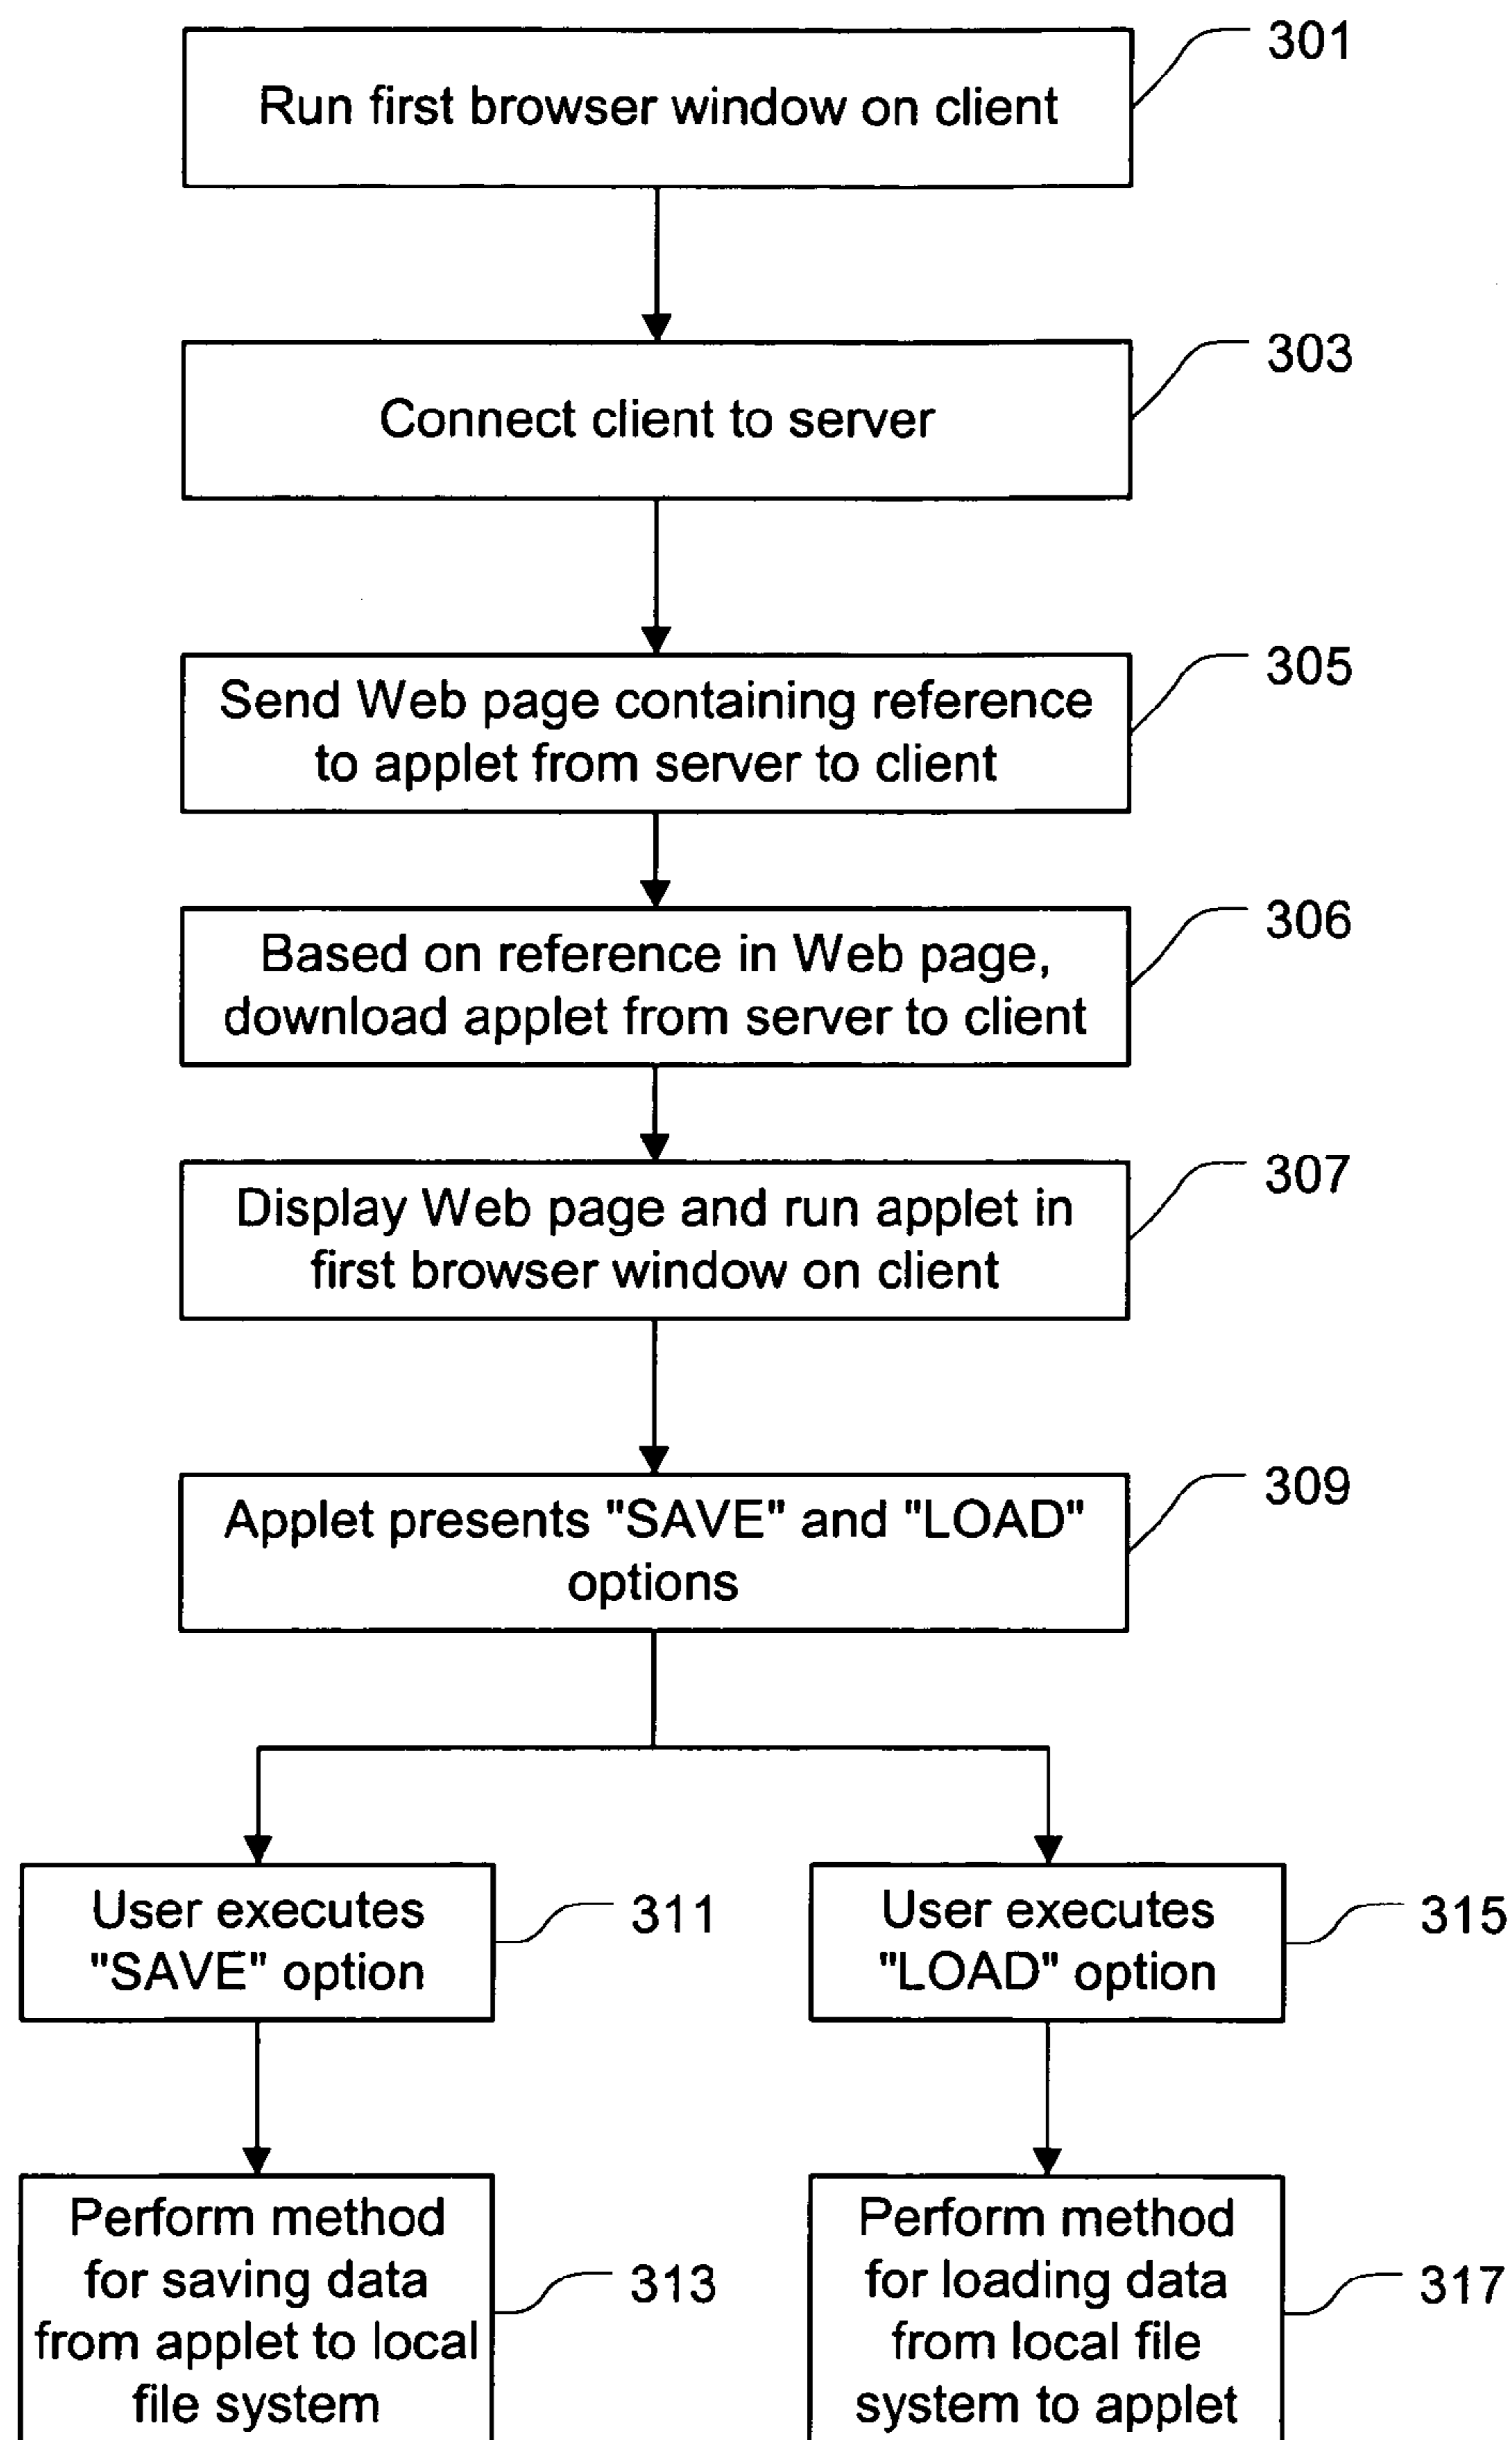 Run first browser window on client
301
Connect client to server
303
Send Web page containing reference
to applet from server to client
305
Based on reference in Web page,
download applet from server to client
306
Display Web page and run applet in
first browser window on client
307
Applet presents "SAVE" and "LOAD"
options
309
User executes
"SAVE" option
311
User executes
"LOAD" option
315
Perform method
for saving data
from applet to local
file system
313
Perform method
for loading data
from local file
system to applet
317